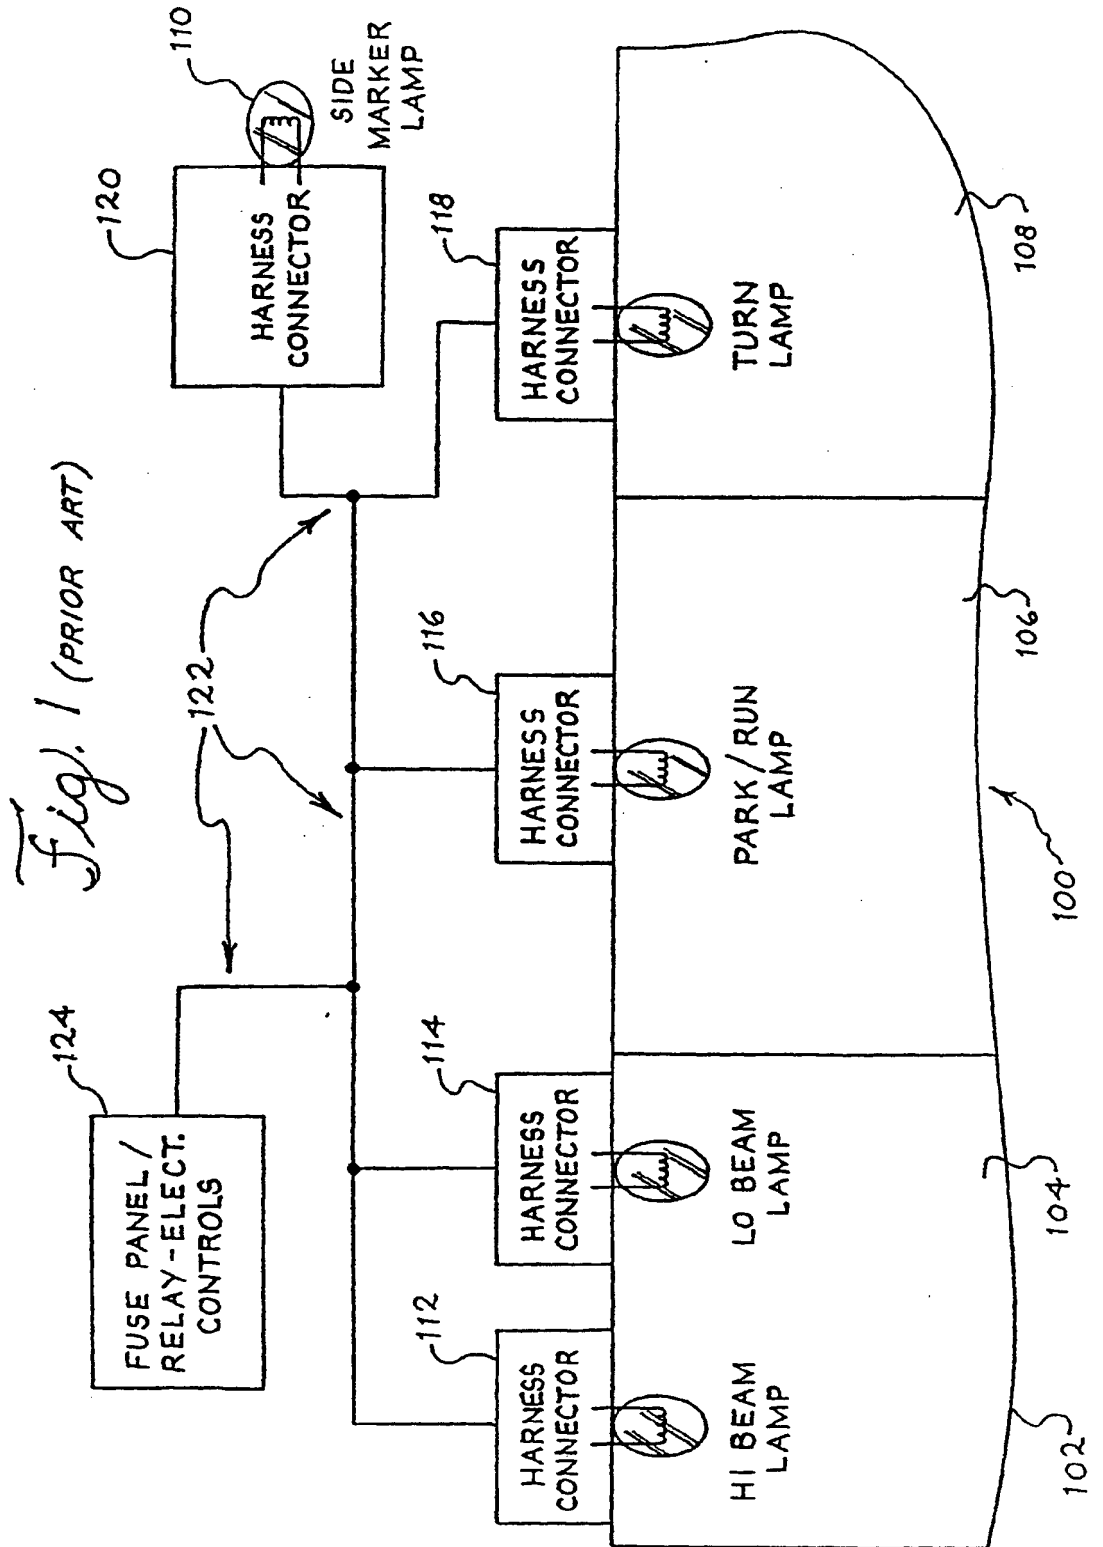 Fig. 1 (PRIOR ART)
124
FUSE PANEL/
RELAY-ELECT.
CONTROLS
122
120
HARNESS
CONNECTOR
110
SIDE
MARKER
LAMP
112
HARNESS
CONNECTOR
114
HARNESS
CONNECTOR
116
HARNESS
CONNECTOR
118
HARNESS
CONNECTOR
HI BEAM
LAMP
LO BEAM
LAMP
PARK/RUN
LAMP
TURN
LAMP
102
104
100
106
108